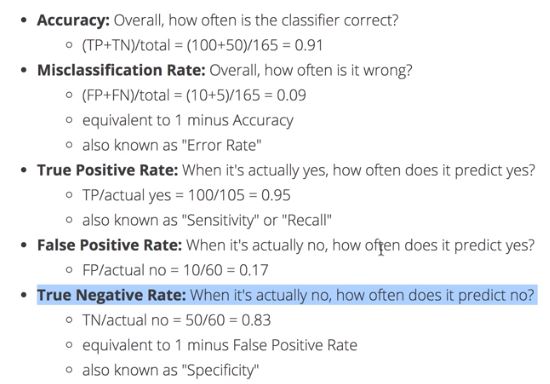 • Accuracy: Overall, how often is the classifier correct?
◦ (TP+TN)/total = (100+50)/165 = 0.91
• Misclassification Rate: Overall, how often is it wrong?
◦ (FP+FN)/total = (10+5)/165 = 0.09
◦ equivalent to 1 minus Accuracy
◦ also known as "Error Rate"
• True Positive Rate: When it's actually yes, how often does it predict yes?
◦ TP/actual yes = 100/105 = 0.95
◦ also known as "Sensitivity" or "Recall"
• False Positive Rate: When it's actually no, how often does it predict yes?
◦ FP/actual no = 10/60 = 0.17
• True Negative Rate: When it's actually no, how often does it predict no?
◦ TN/actual no = 50/60 = 0.83
◦ equivalent to 1 minus False Positive Rate
◦ also known as "Specificity"